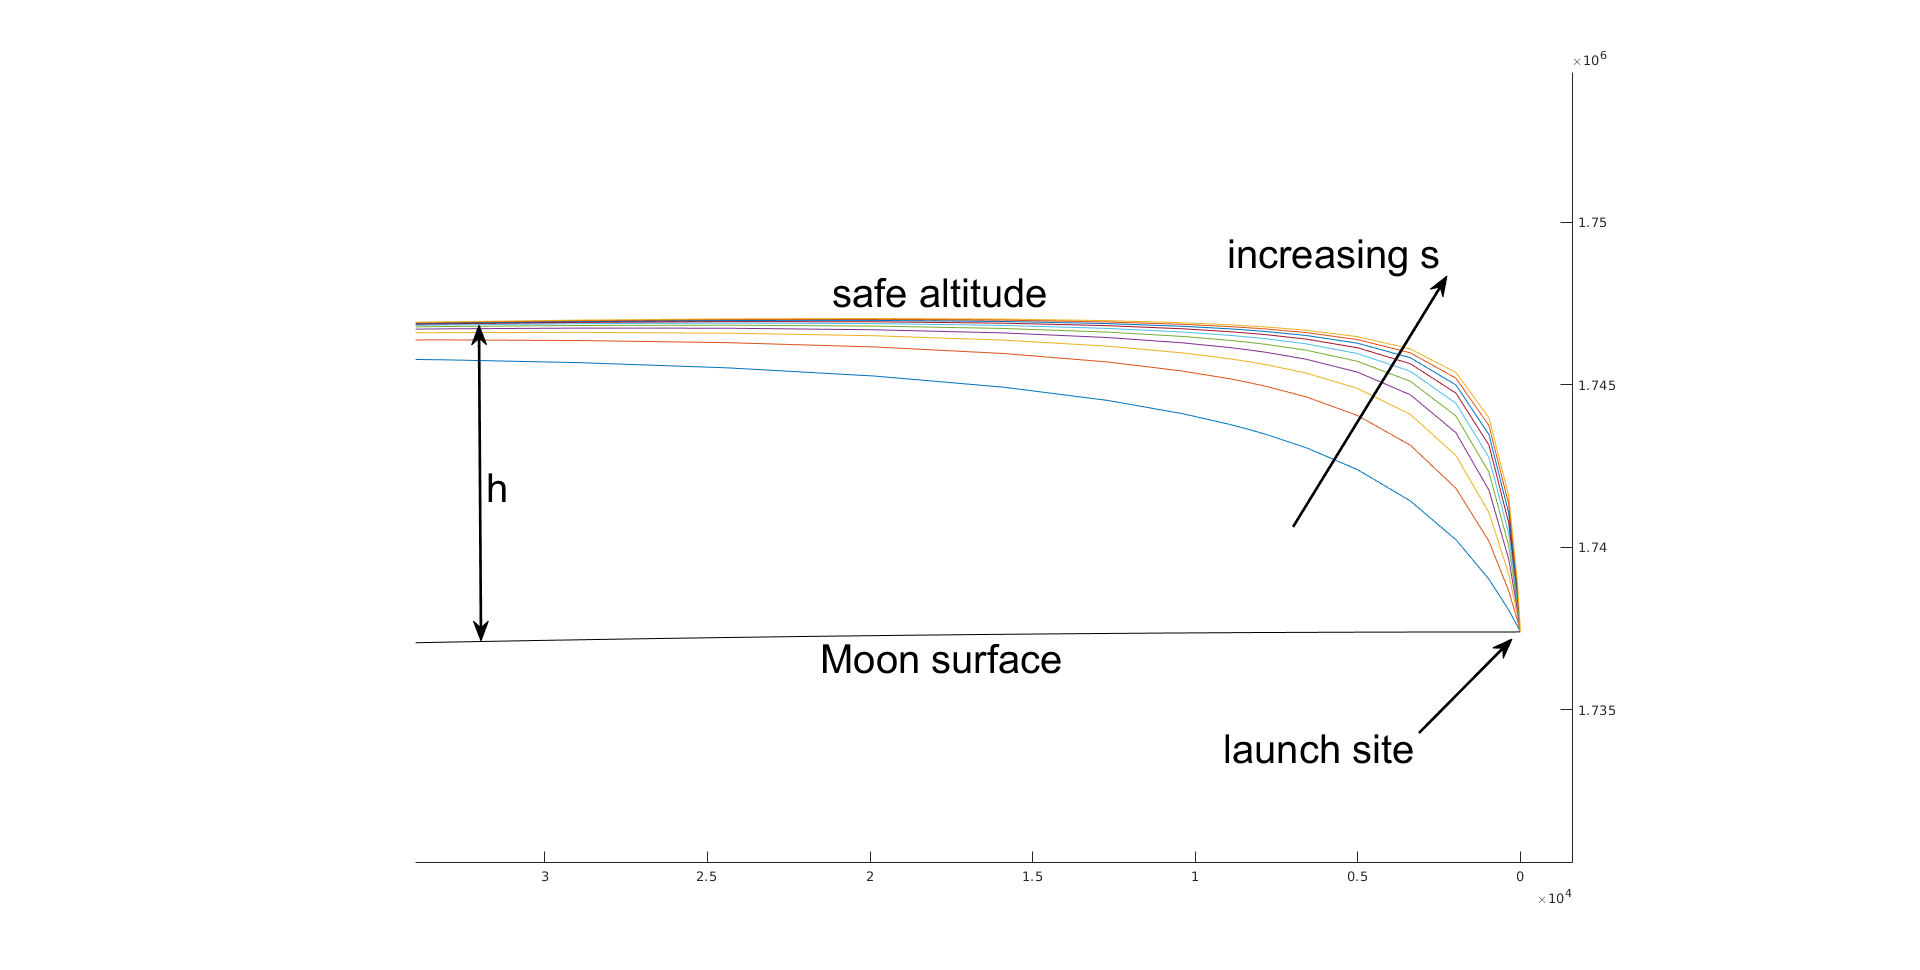 ×10⁶
1.75
increasing s
safe altitude
1.745
h
1.74
Moon surface
1.735
launch site
3 2.5 2 1.5 1 0.5 0
×10⁴